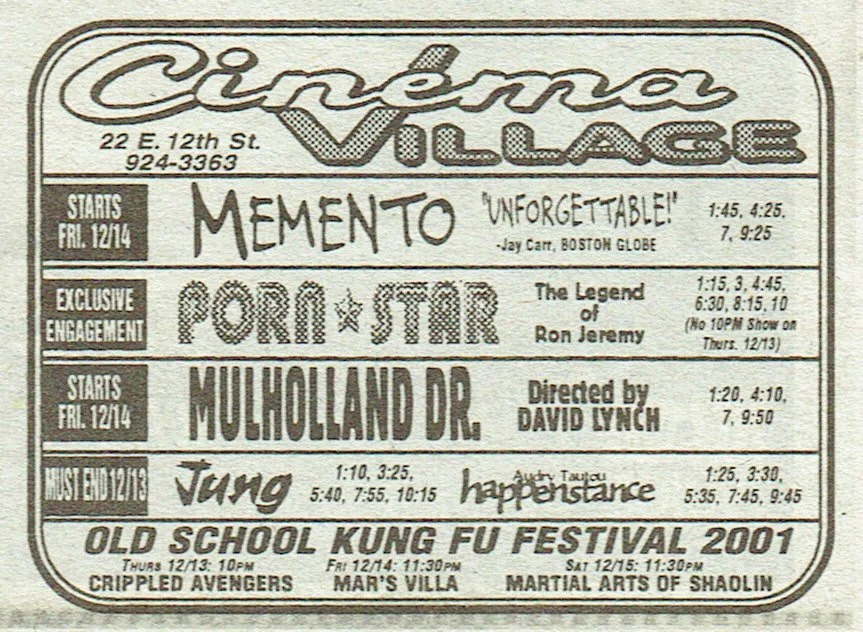 Cinéma
VILLAGE
22 E. 12th St.
924-3363
STARTS
FRI. 12/14
MEMENTO
"UNFORGETTABLE!"
-Jay Carr, BOSTON GLOBE
1:45, 4:25,
7, 9:25
EXCLUSIVE
ENGAGEMENT
PORN STAR
The Legend
of
Ron Jeremy
1:15, 3, 4:45,
6:30, 8:15, 10
(No 10PM Show on
Thurs. 12/13)
STARTS
FRI. 12/14
MULHOLLAND DR.
Directed by
DAVID LYNCH
1:20, 4:10,
7, 9:50
MUST END 12/13
Jung
1:10, 3:25,
5:40, 7:55, 10:15
Audry Tautou
happenstance
1:25, 3:30,
5:35, 7:45, 9:45
OLD SCHOOL KUNG FU FESTIVAL 2001
THURS 12/13: 10PM
CRIPPLED AVENGERS
FRI 12/14: 11:30PM
MAR'S VILLA
SAT 12/15: 11:30PM
MARTIAL ARTS OF SHAOLIN